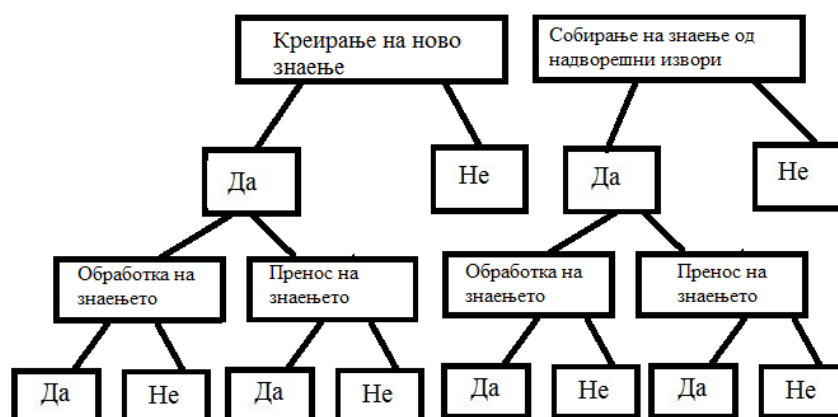 Креирање на ново
знаење
Собирање на знаење од
надворешни извори
Да
Не
Да
Не
Обработка на
знаењето
Пренос на
знаењето
Обработка на
знаењето
Пренос на
знаењето
Да
Не
Да
Не
Да
Не
Да
Не